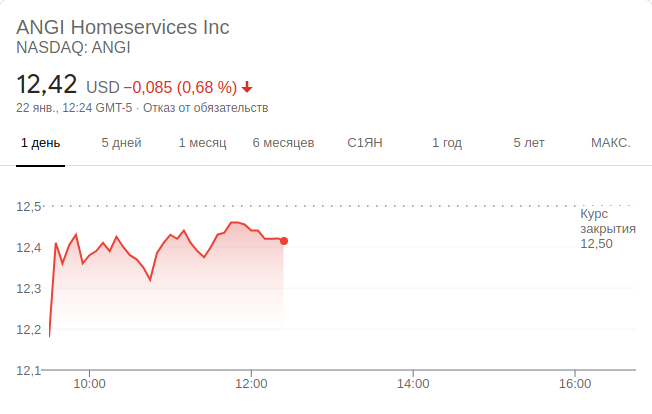 ANGI Homeservices Inc
NASDAQ: ANGI
12,42 USD −0,085 (0,68 %) ↓
22 янв., 12:24 GMT-5 · Отказ от обязательств
1 день 5 дней 1 месяц 6 месяцев С1ЯН 1 год 5 лет МАКС.
12,5
Курс
закрытия
12,50
12,4
12,3
12,2
12,1
10:00 12:00 14:00 16:00